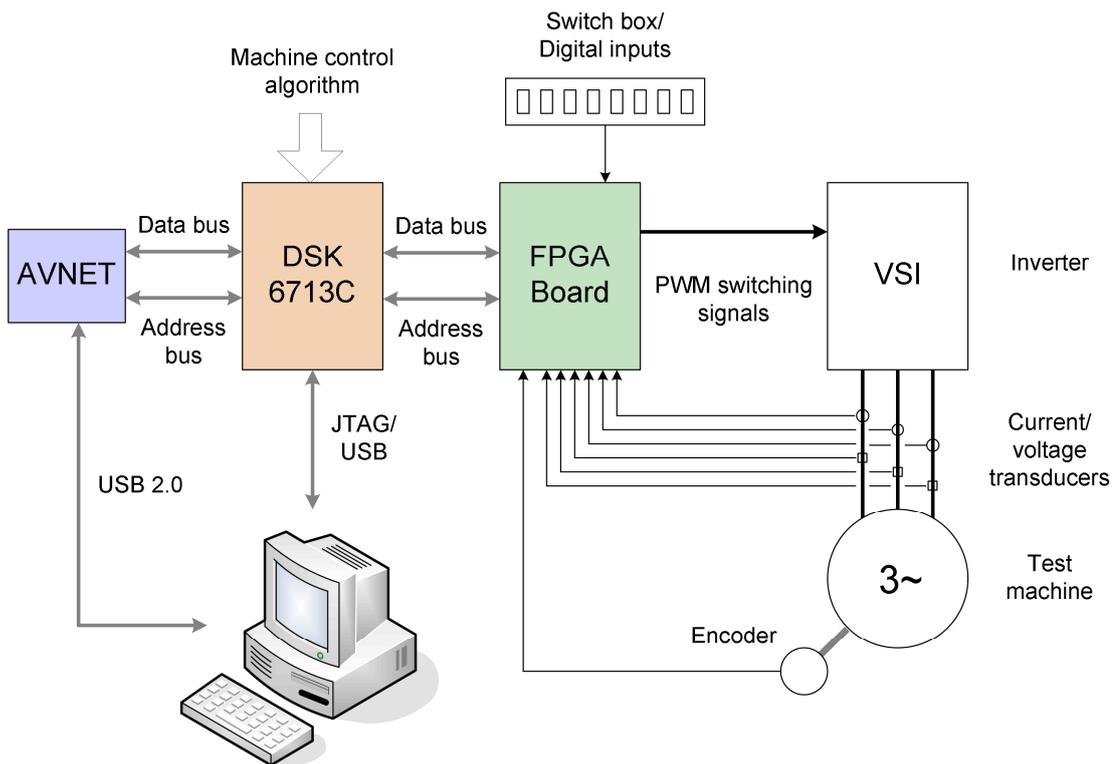 Switch box/
Digital inputs
Machine control
algorithm
Data bus
Data bus
AVNET
DSK
6713C
FPGA
Board
VSI
Inverter
PWM switching
signals
Address
bus
Address
bus
JTAG/
USB
Current/
voltage
transducers
USB 2.0
3~
Test
machine
Encoder